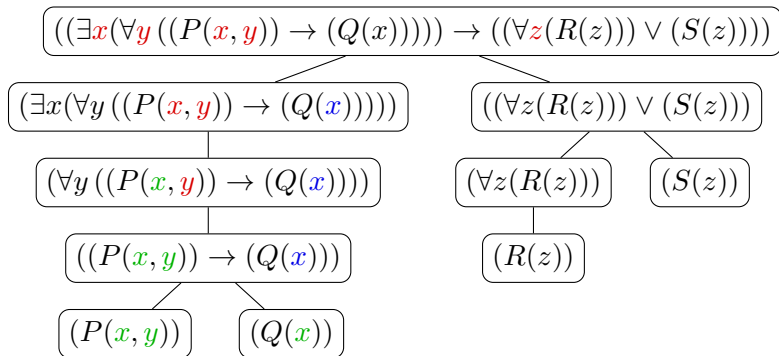 ((∃x(∀y ((P(x, y)) → (Q(x))))) → ((∀z(R(z))) ∨ (S(z))))
(∃x(∀y ((P(x, y)) → (Q(x)))))
((∀z(R(z))) ∨ (S(z)))
(∀y ((P(x, y)) → (Q(x))))
(∀z(R(z)))
(S(z))
((P(x, y)) → (Q(x)))
(R(z))
(P(x, y))
(Q(x))